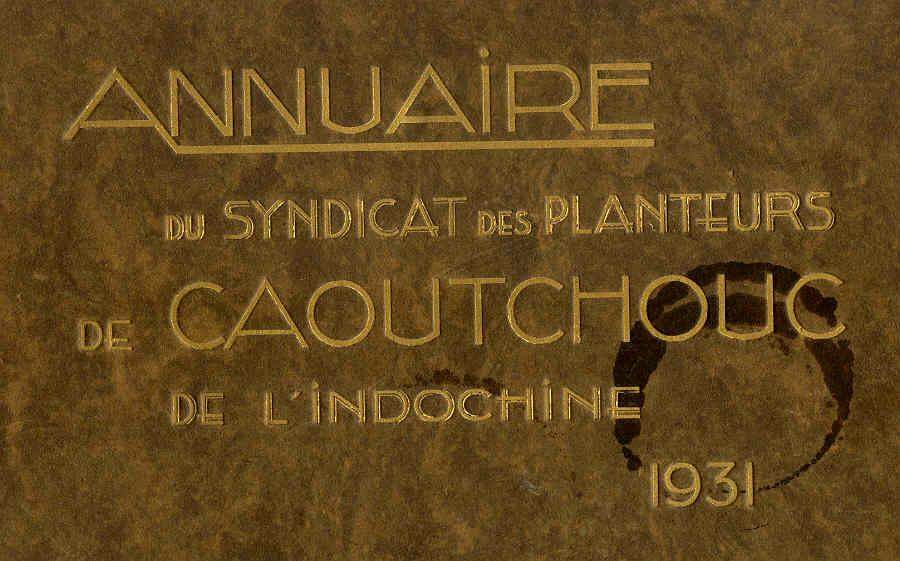 ANNUAIRE
DU SYNDICAT DES PLANTEURS
DE CAOUTCHOUC
DE L'INDOCHINE
1931